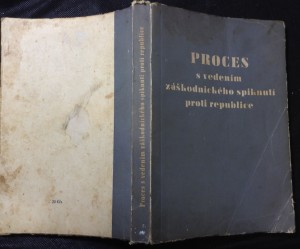 PROCES
s vedením
záškodnického spiknutí
proti republice
Proces s vedením záškodnického spiknutí proti republice